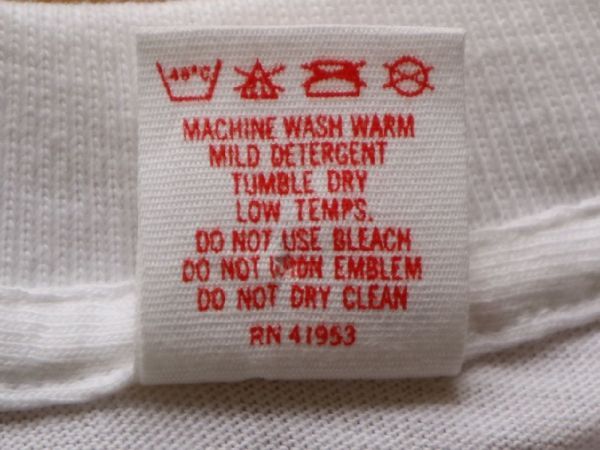 40°C
MACHINE WASH WARM
MILD DETERGENT
TUMBLE DRY
LOW TEMPS.
DO NOT USE BLEACH
DO NOT IRON EMBLEM
DO NOT DRY CLEAN
RN 41953